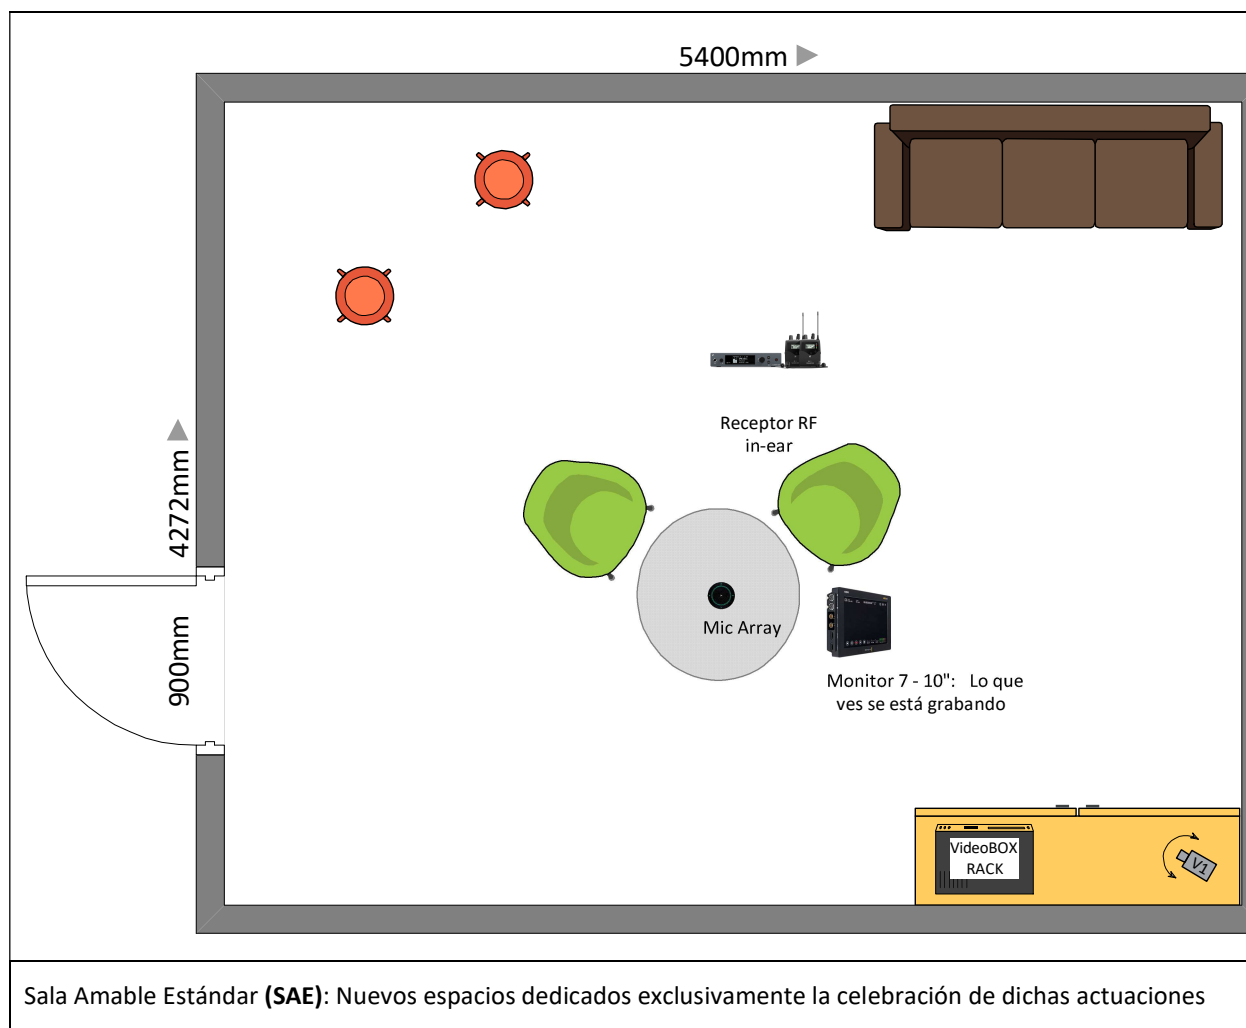 5400mm
4272mm
900mm
Receptor RF
in-ear
Mic Array
Monitor 7 - 10": Lo que
ves se está grabando
VideoBOX
RACK
V1
Sala Amable Estándar (SAE): Nuevos espacios dedicados exclusivamente la celebración de dichas actuaciones